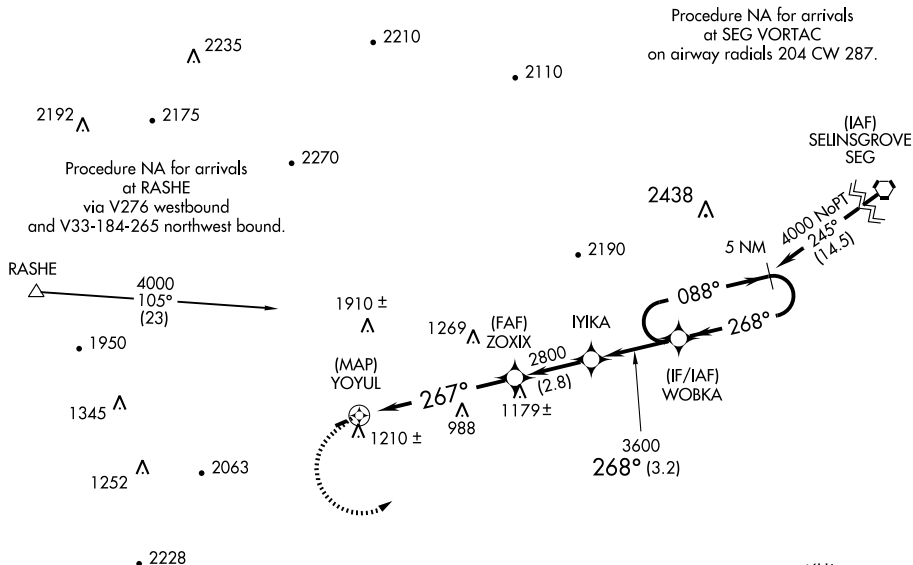 Procedure NA for arrivals
at SEG VORTAC
on airway radials 204 CW 287.
2235
2210
2110
2192
2175
(IAF)
SELINSGROVE
SEG
Procedure NA for arrivals
at RASHE
via V276 westbound
and V33-184-265 northwest bound.
2270
2438
4000 NoPT
245°
(14.5)
5 NM
2190
RASHE
4000
105°
(23)
088°
1910 ±
1269
(FAF)
ZOXIX
IYIKA
268°
1950
2800
(2.8)
(IF/IAF)
WOBKA
(MAP)
YOYUL
267°
1345
1179±
988
1210 ±
3600
268° (3.2)
1252
2063
2228